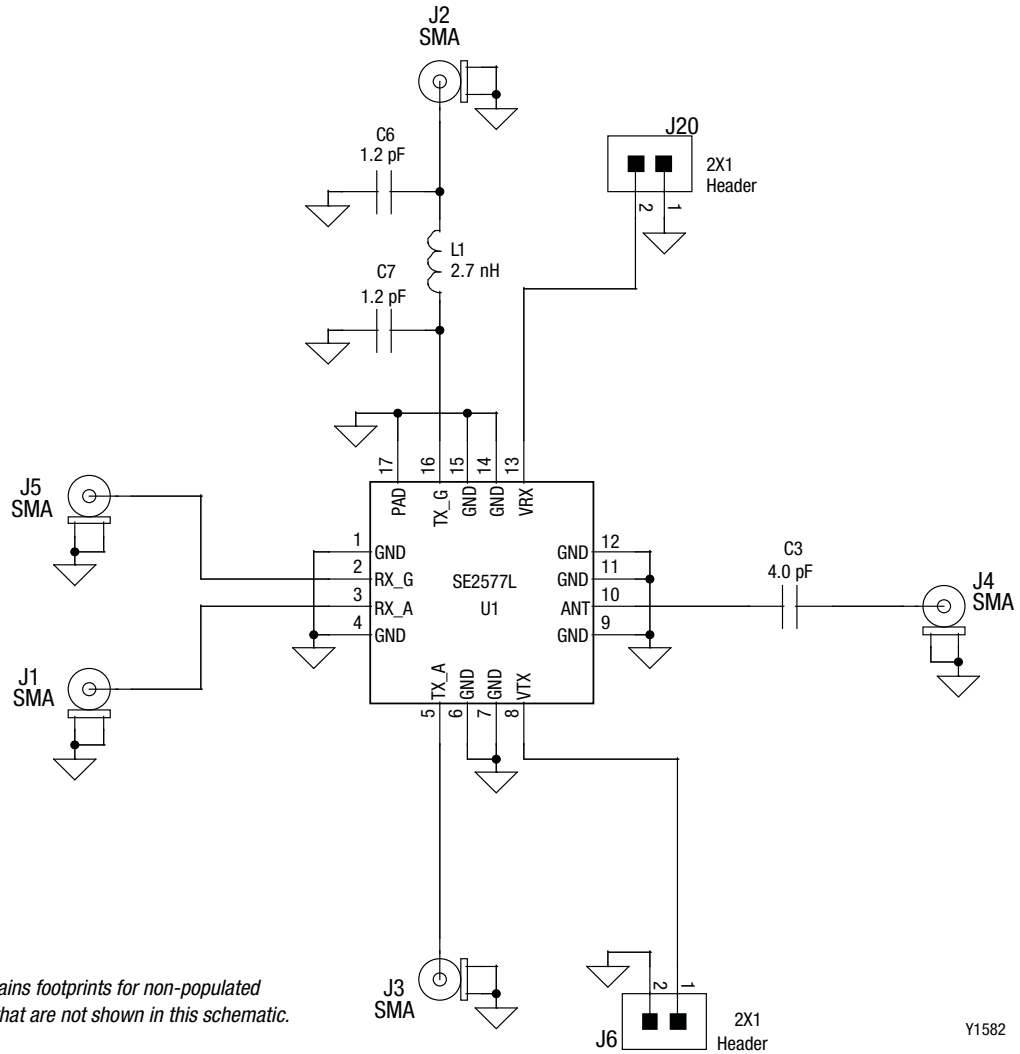 J2
SMA
C6
1.2 pF
J20
2X1
Header
2
1
L1
2.7 nH
C7
1.2 pF
17
16
15
14
13
PAD
TX_G
GND
GND
VRX
J5
SMA
1
GND
2
RX_G
3
RX_A
4
GND
SE2577L
U1
GND
12
GND
11
ANT
10
GND
9
C3
4.0 pF
J4
SMA
J1
SMA
TX_A
GND
GND
VTX
5
6
7
8
J3
SMA
2
1
J6
2X1
Header
ains footprints for non-populated
hat are not shown in this schematic.
Y1582